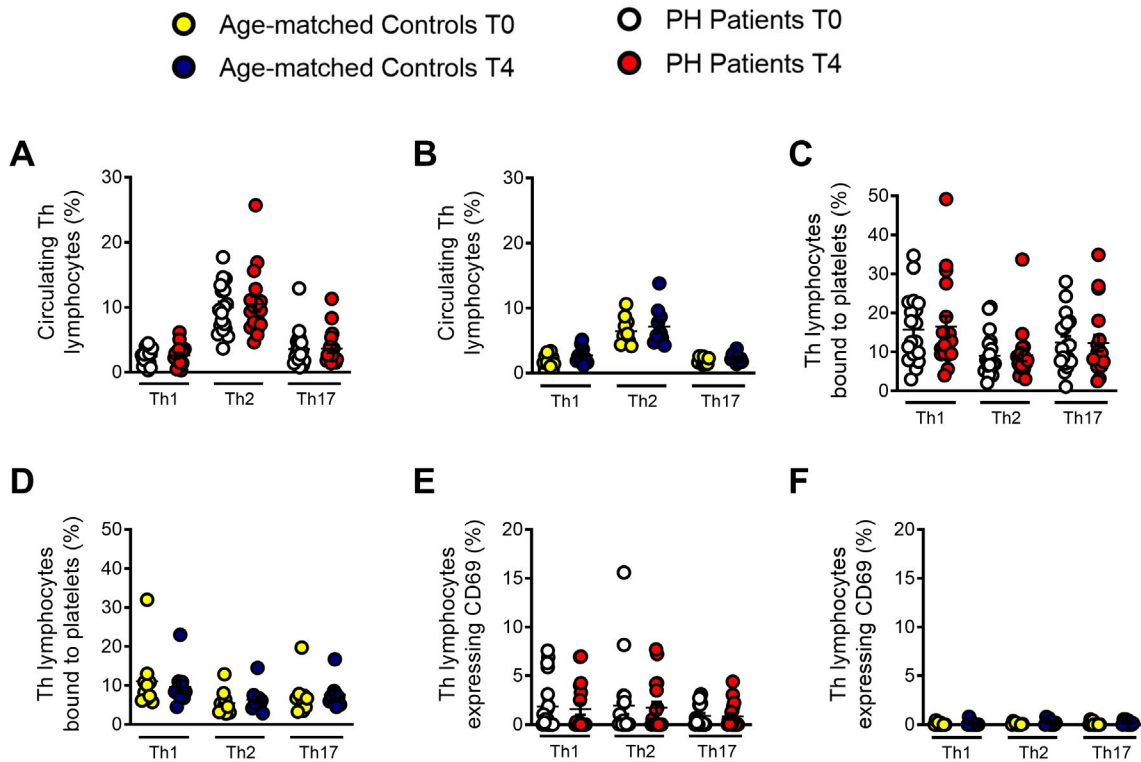 Age-matched Controls T0
PH Patients T0
Age-matched Controls T4
PH Patients T4
A
Circulating Th
lymphocytes (%)
30
20
10
0
Th1
Th2
Th17
B
Circulating Th
lymphocytes (%)
30
20
10
0
Th1
Th2
Th17
C
Th lymphocytes
bound to platelets (%)
50
40
30
20
10
0
Th1
Th2
Th17
D
Th lymphocytes
bound to platelets (%)
50
40
30
20
10
0
Th1
Th2
Th17
E
Th lymphocytes
expressing CD69 (%)
20
15
10
5
0
Th1
Th2
Th17
F
Th lymphocytes
expressing CD69 (%)
20
15
10
5
0
Th1
Th2
Th17